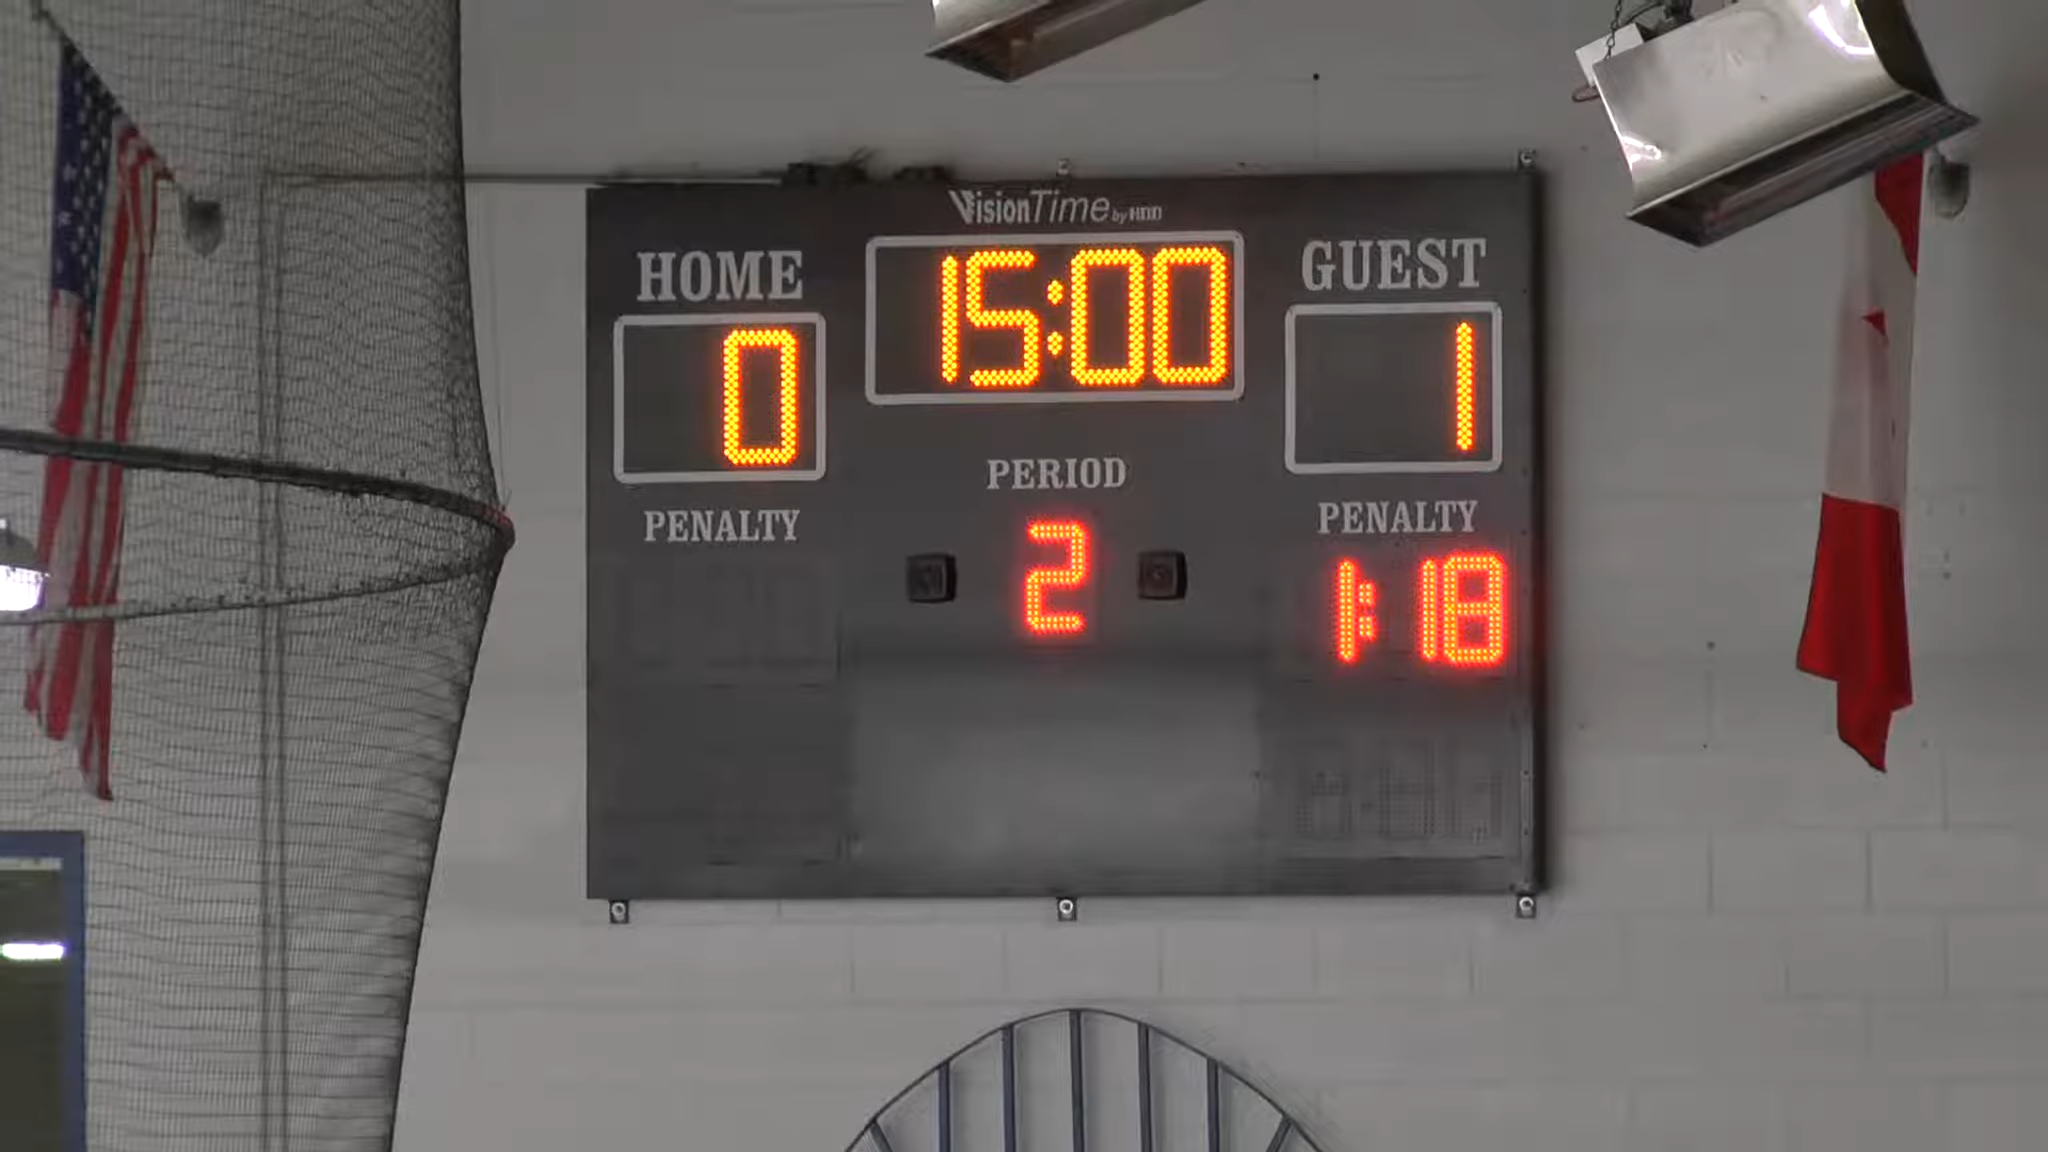 VisionTime by HDD
HOME 15:00 GUEST
0 1
PERIOD
PENALTY PENALTY
2 1:18